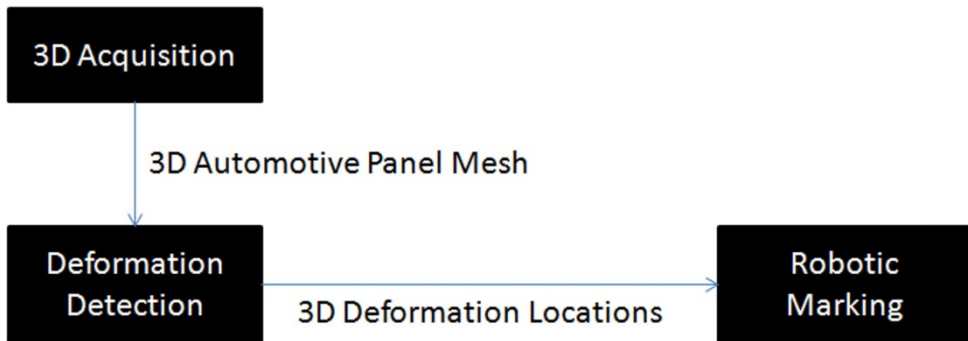 3D Acquisition
3D Automotive Panel Mesh
Deformation
Detection
3D Deformation Locations
Robotic
Marking